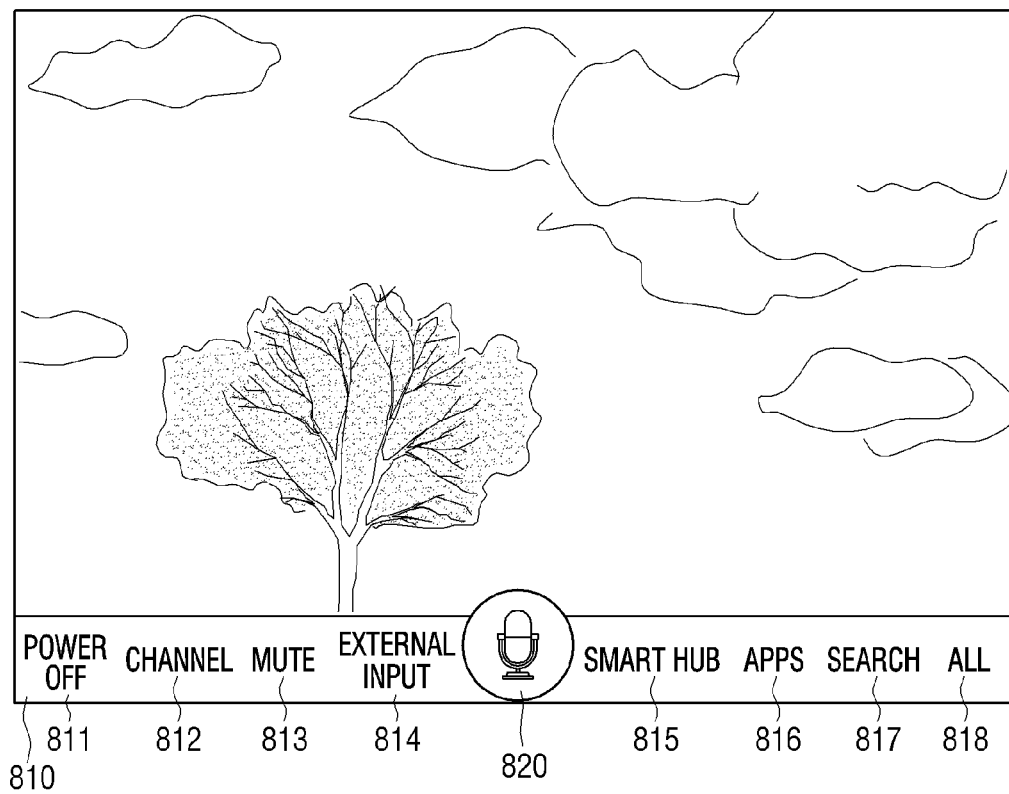 POWER
OFF
CHANNEL
MUTE
EXTERNAL
INPUT
SMART HUB
APPS
SEARCH
ALL
811
812
813
814
815
816
817
818
810
820